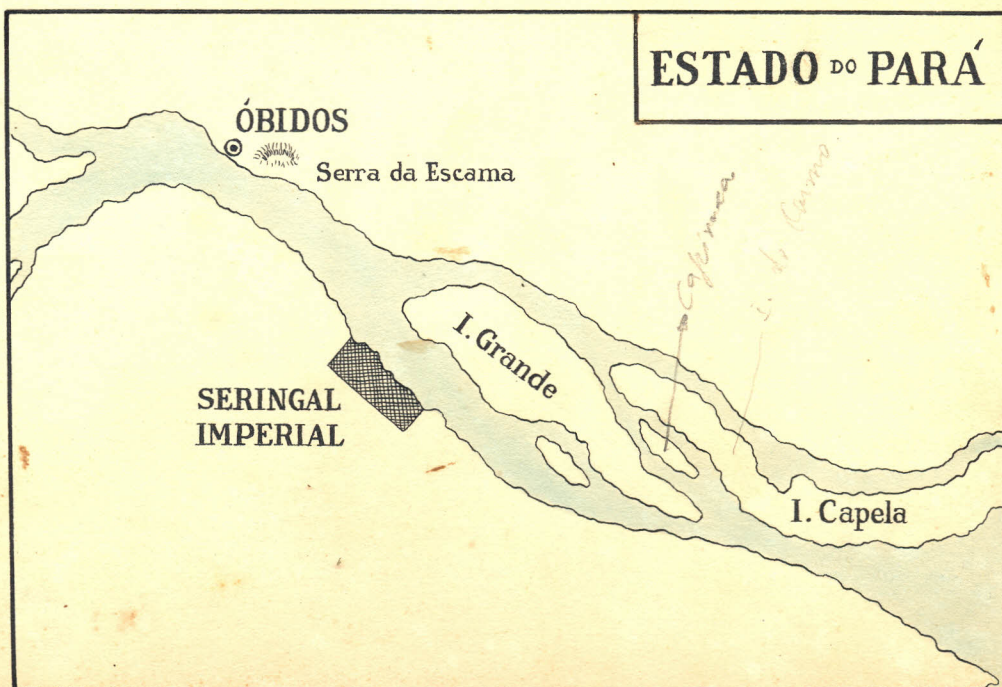 ESTADO DO PARÁ
ÓBIDOS
Serra da Escama
I. Grande
SERINGAL
IMPERIAL
I. Capela